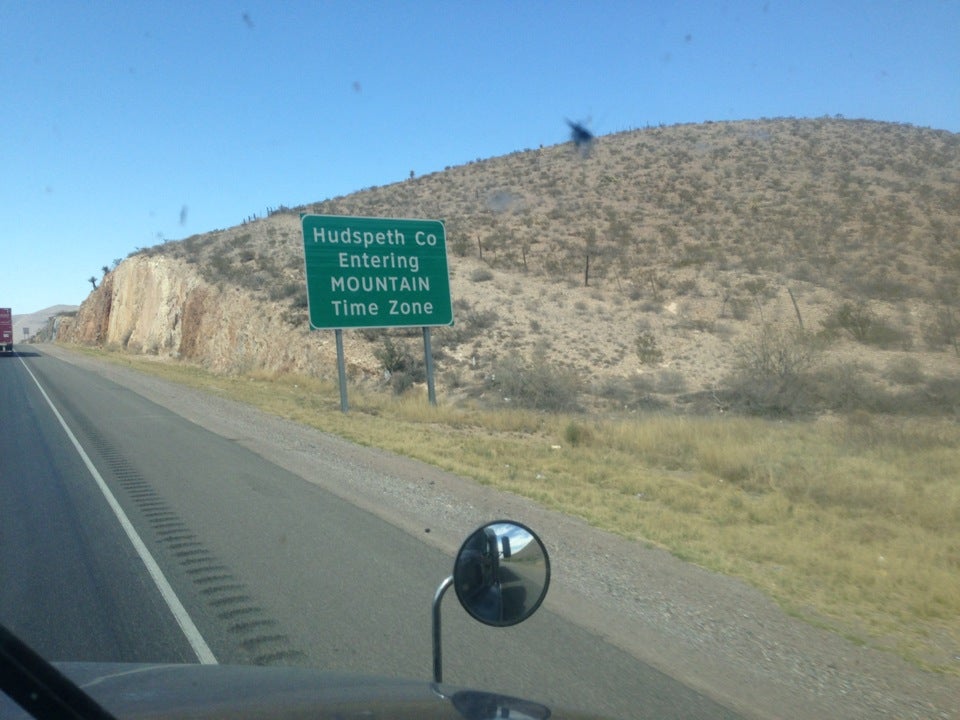 Hudspeth Co
Entering
MOUNTAIN
Time Zone